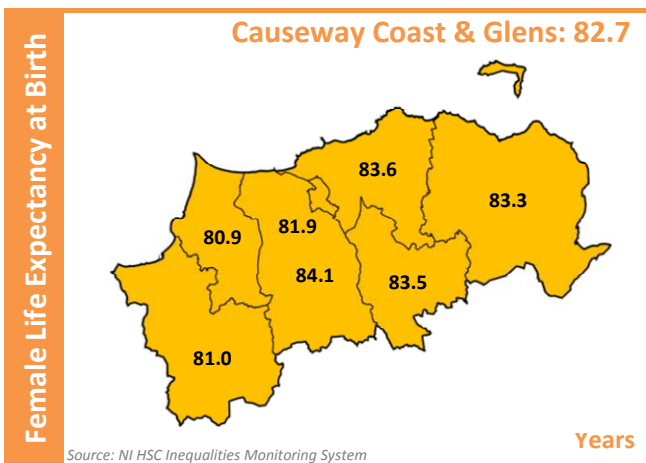 Female Life Expectancy at Birth
Causeway Coast & Glens: 82.7
83.6
83.3
80.9
81.9
84.1
83.5
81.0
Years
Source: NI HSC Inequalities Monitoring System